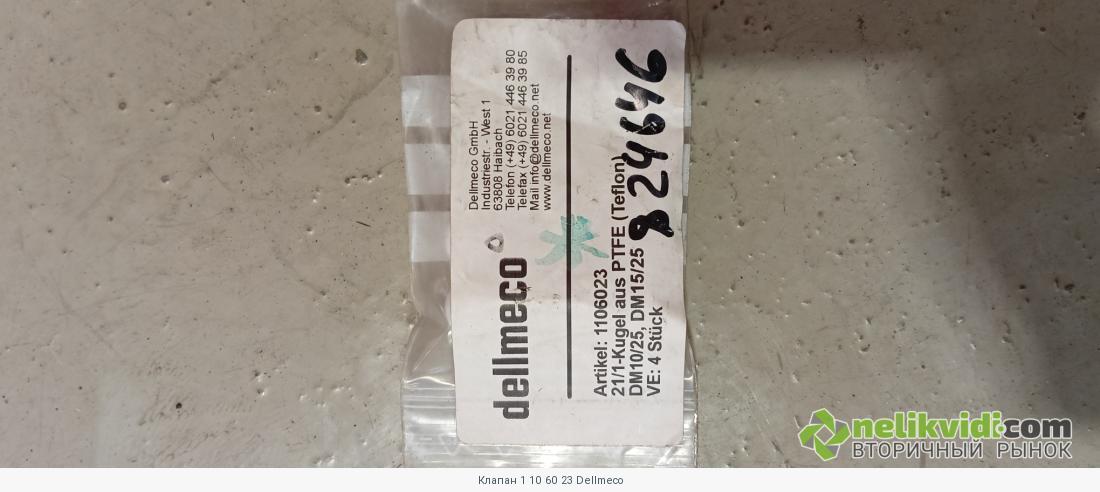 dellmeco
Dellmeco GmbH
Industriestr. - West 1
63808 Haibach
Telefon (+49) 6021 446 39 80
Telefax (+49) 6021 446 39 85
Mail info@dellmeco.net
www.dellmeco.net
Artikel: 1106023
21/1-Kugel aus PTFE (Teflon)
DM10/25, DM15/25
VE: 4 Stück
824646
nelikvidi.com
ВТОРИЧНЫЙ РЫНОК
Клапан 1 10 60 23 Dellmeco